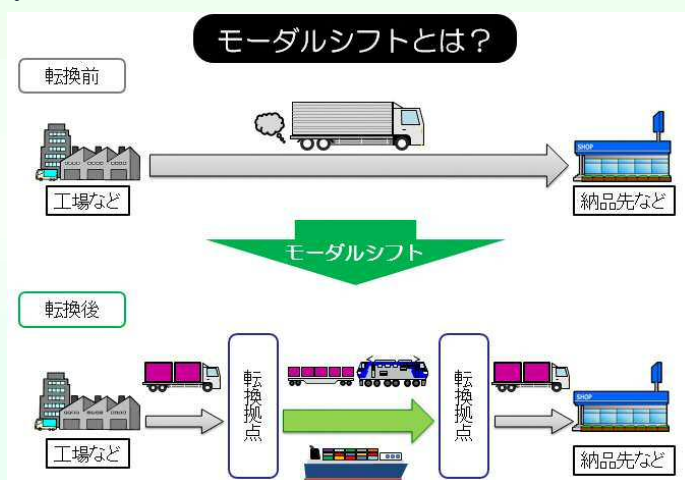 モーダルシフトとは？
転換前
SHOP
工場など
納品先など
モーダルシフト
転換後
転換拠点
転換拠点
SHOP
工場など
納品先など